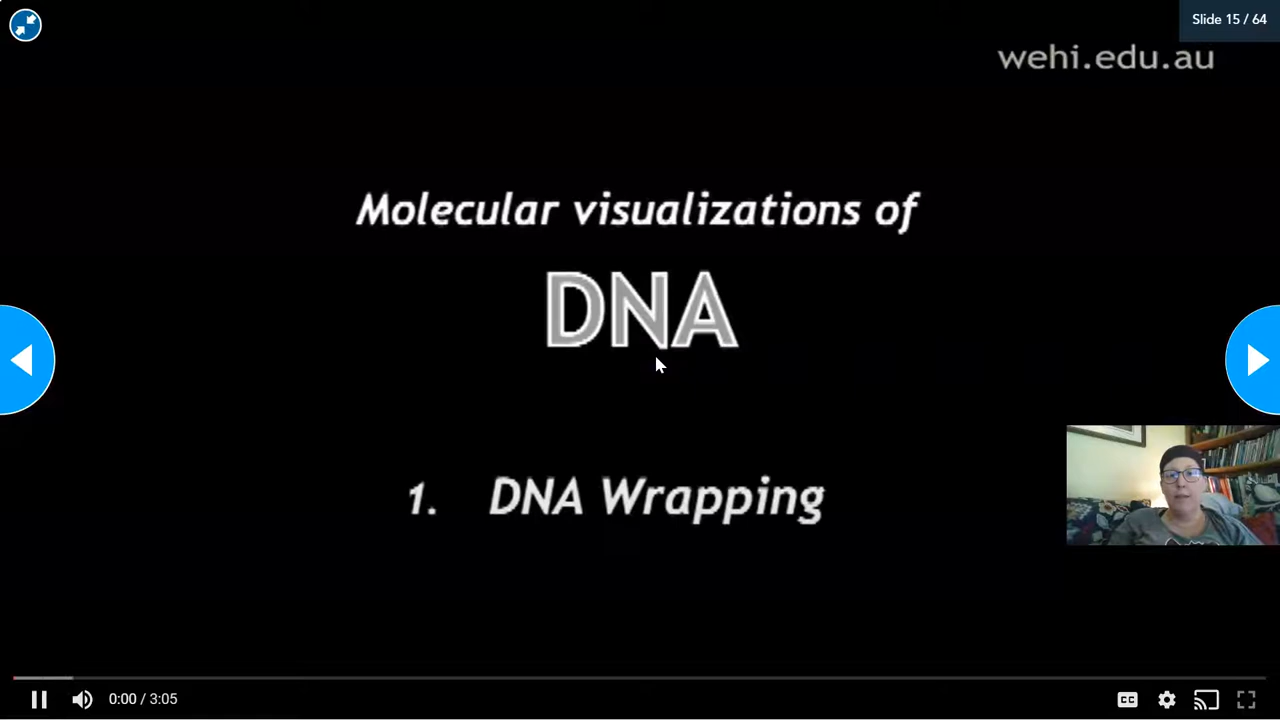 Slide 15 / 64
wehi.edu.au
Molecular visualizations of
DNA
1. DNA Wrapping
0:00 / 3:05
CC